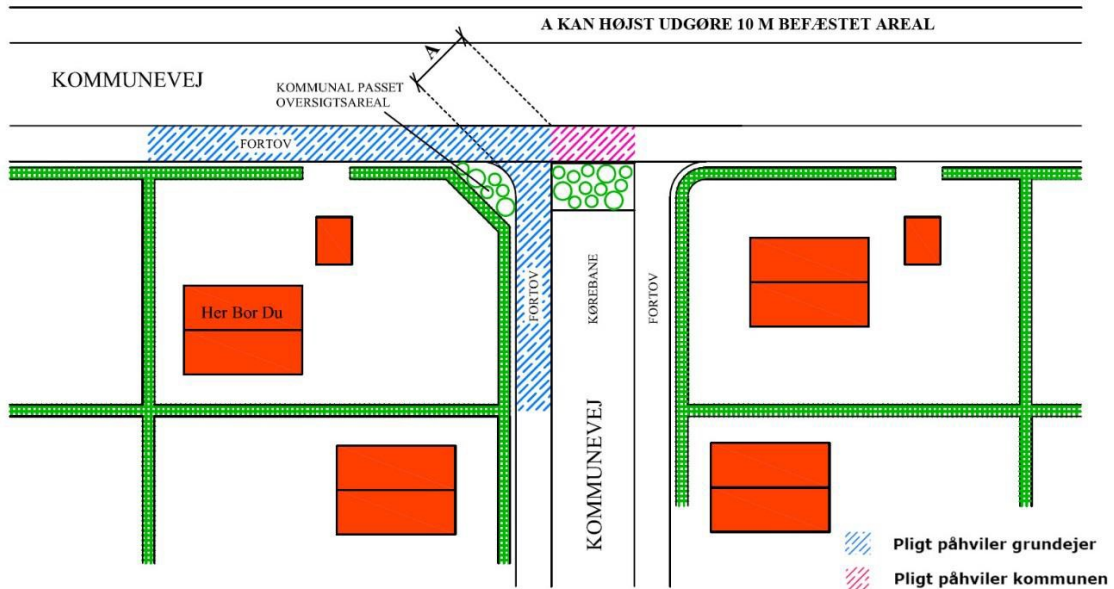 A KAN HØJST UDGØRE 10 M BEFÆSTET AREAL
A
KOMMUNEVEJ
KOMMUNAL PASSET
OVERSIGTSAREAL
FORTOV
Her Bor Du
FORTOV
KØREBANE
FORTOV
KOMMUNEVEJ
Pligt påhviler grundejer
Pligt påhviler kommunen